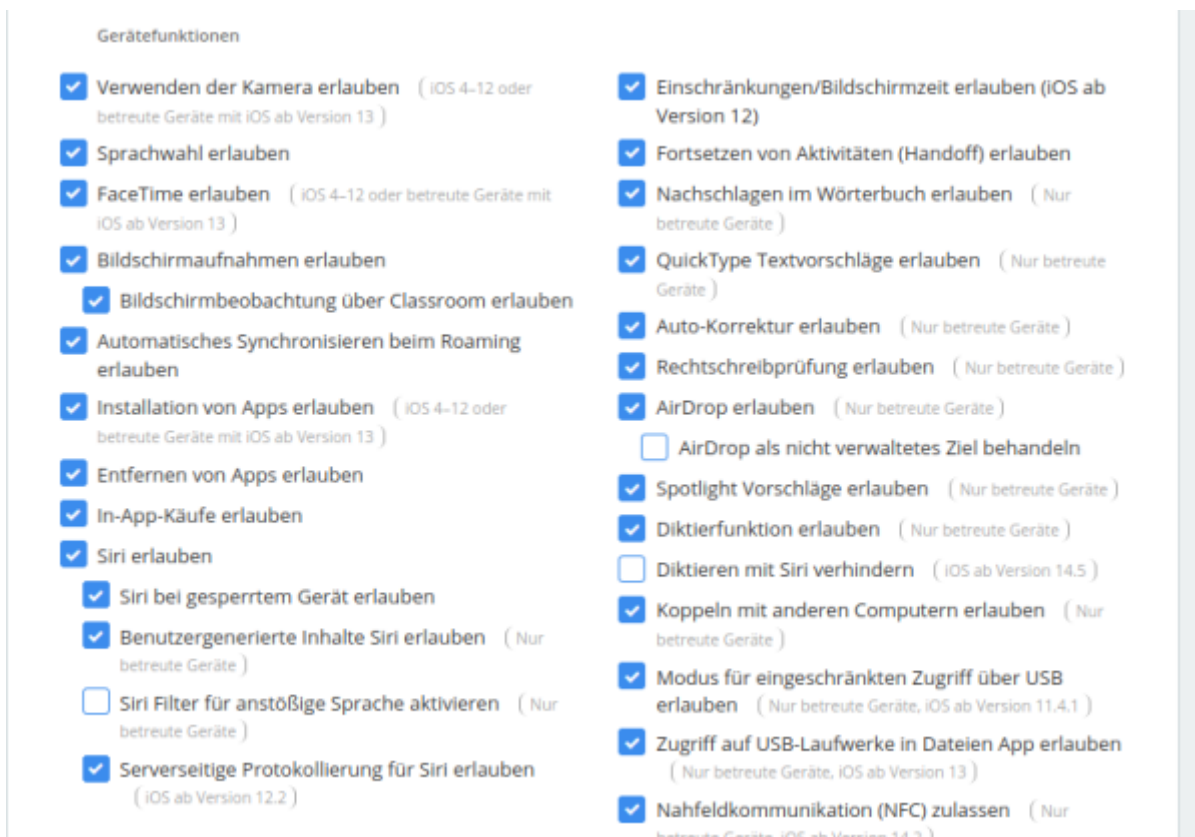 Gerätefunktionen
Verwenden der Kamera erlauben ( iOS 4–12 oder
betreute Geräte mit iOS ab Version 13 )
Sprachwahl erlauben
FaceTime erlauben ( iOS 4–12 oder betreute Geräte mit
iOS ab Version 13 )
Bildschirmaufnahmen erlauben
Bildschirmbeobachtung über Classroom erlauben
Automatisches Synchronisieren beim Roaming
erlauben
Installation von Apps erlauben ( iOS 4–12 oder
betreute Geräte mit iOS ab Version 13 )
Entfernen von Apps erlauben
In-App-Käufe erlauben
Siri erlauben
Siri bei gesperrtem Gerät erlauben
Benutzergenerierte Inhalte Siri erlauben ( Nur
betreute Geräte )
Siri Filter für anstößige Sprache aktivieren ( Nur
betreute Geräte )
Serverseitige Protokollierung für Siri erlauben
( iOS ab Version 12.2 )
Einschränkungen/Bildschirmzeit erlauben (iOS ab
Version 12)
Fortsetzen von Aktivitäten (Handoff) erlauben
Nachschlagen im Wörterbuch erlauben ( Nur
betreute Geräte )
QuickType Textvorschläge erlauben ( Nur betreute
Geräte )
Auto-Korrektur erlauben ( Nur betreute Geräte )
Rechtschreibprüfung erlauben ( Nur betreute Geräte )
AirDrop erlauben ( Nur betreute Geräte )
AirDrop als nicht verwaltetes Ziel behandeln
Spotlight Vorschläge erlauben ( Nur betreute Geräte )
Diktierfunktion erlauben ( Nur betreute Geräte )
Diktieren mit Siri verhindern ( iOS ab Version 14.5 )
Koppeln mit anderen Computern erlauben ( Nur
betreute Geräte )
Modus für eingeschränkten Zugriff über USB
erlauben ( Nur betreute Geräte, iOS ab Version 11.4.1 )
Zugriff auf USB-Laufwerke in Dateien App erlauben
( Nur betreute Geräte, iOS ab Version 13 )
Nahfeldkommunikation (NFC) zulassen ( Nur
betreute Geräte, iOS ab Version 14.2 )